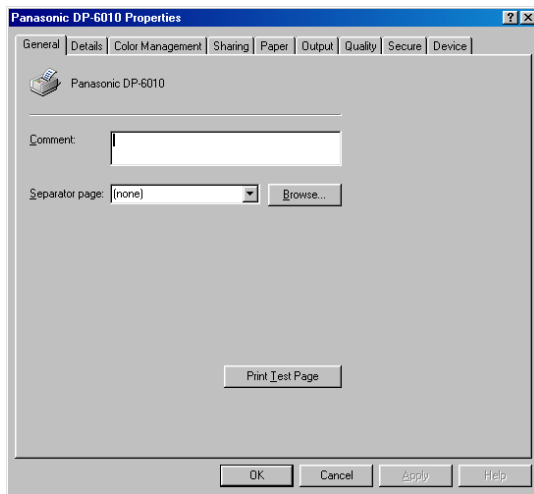 Panasonic DP-6010 Properties
General Details Color Management Sharing Paper Output Quality Secure Device
Panasonic DP-6010
Comment:
Separator page: (none) Browse...
Print Test Page
OK Cancel Apply Help